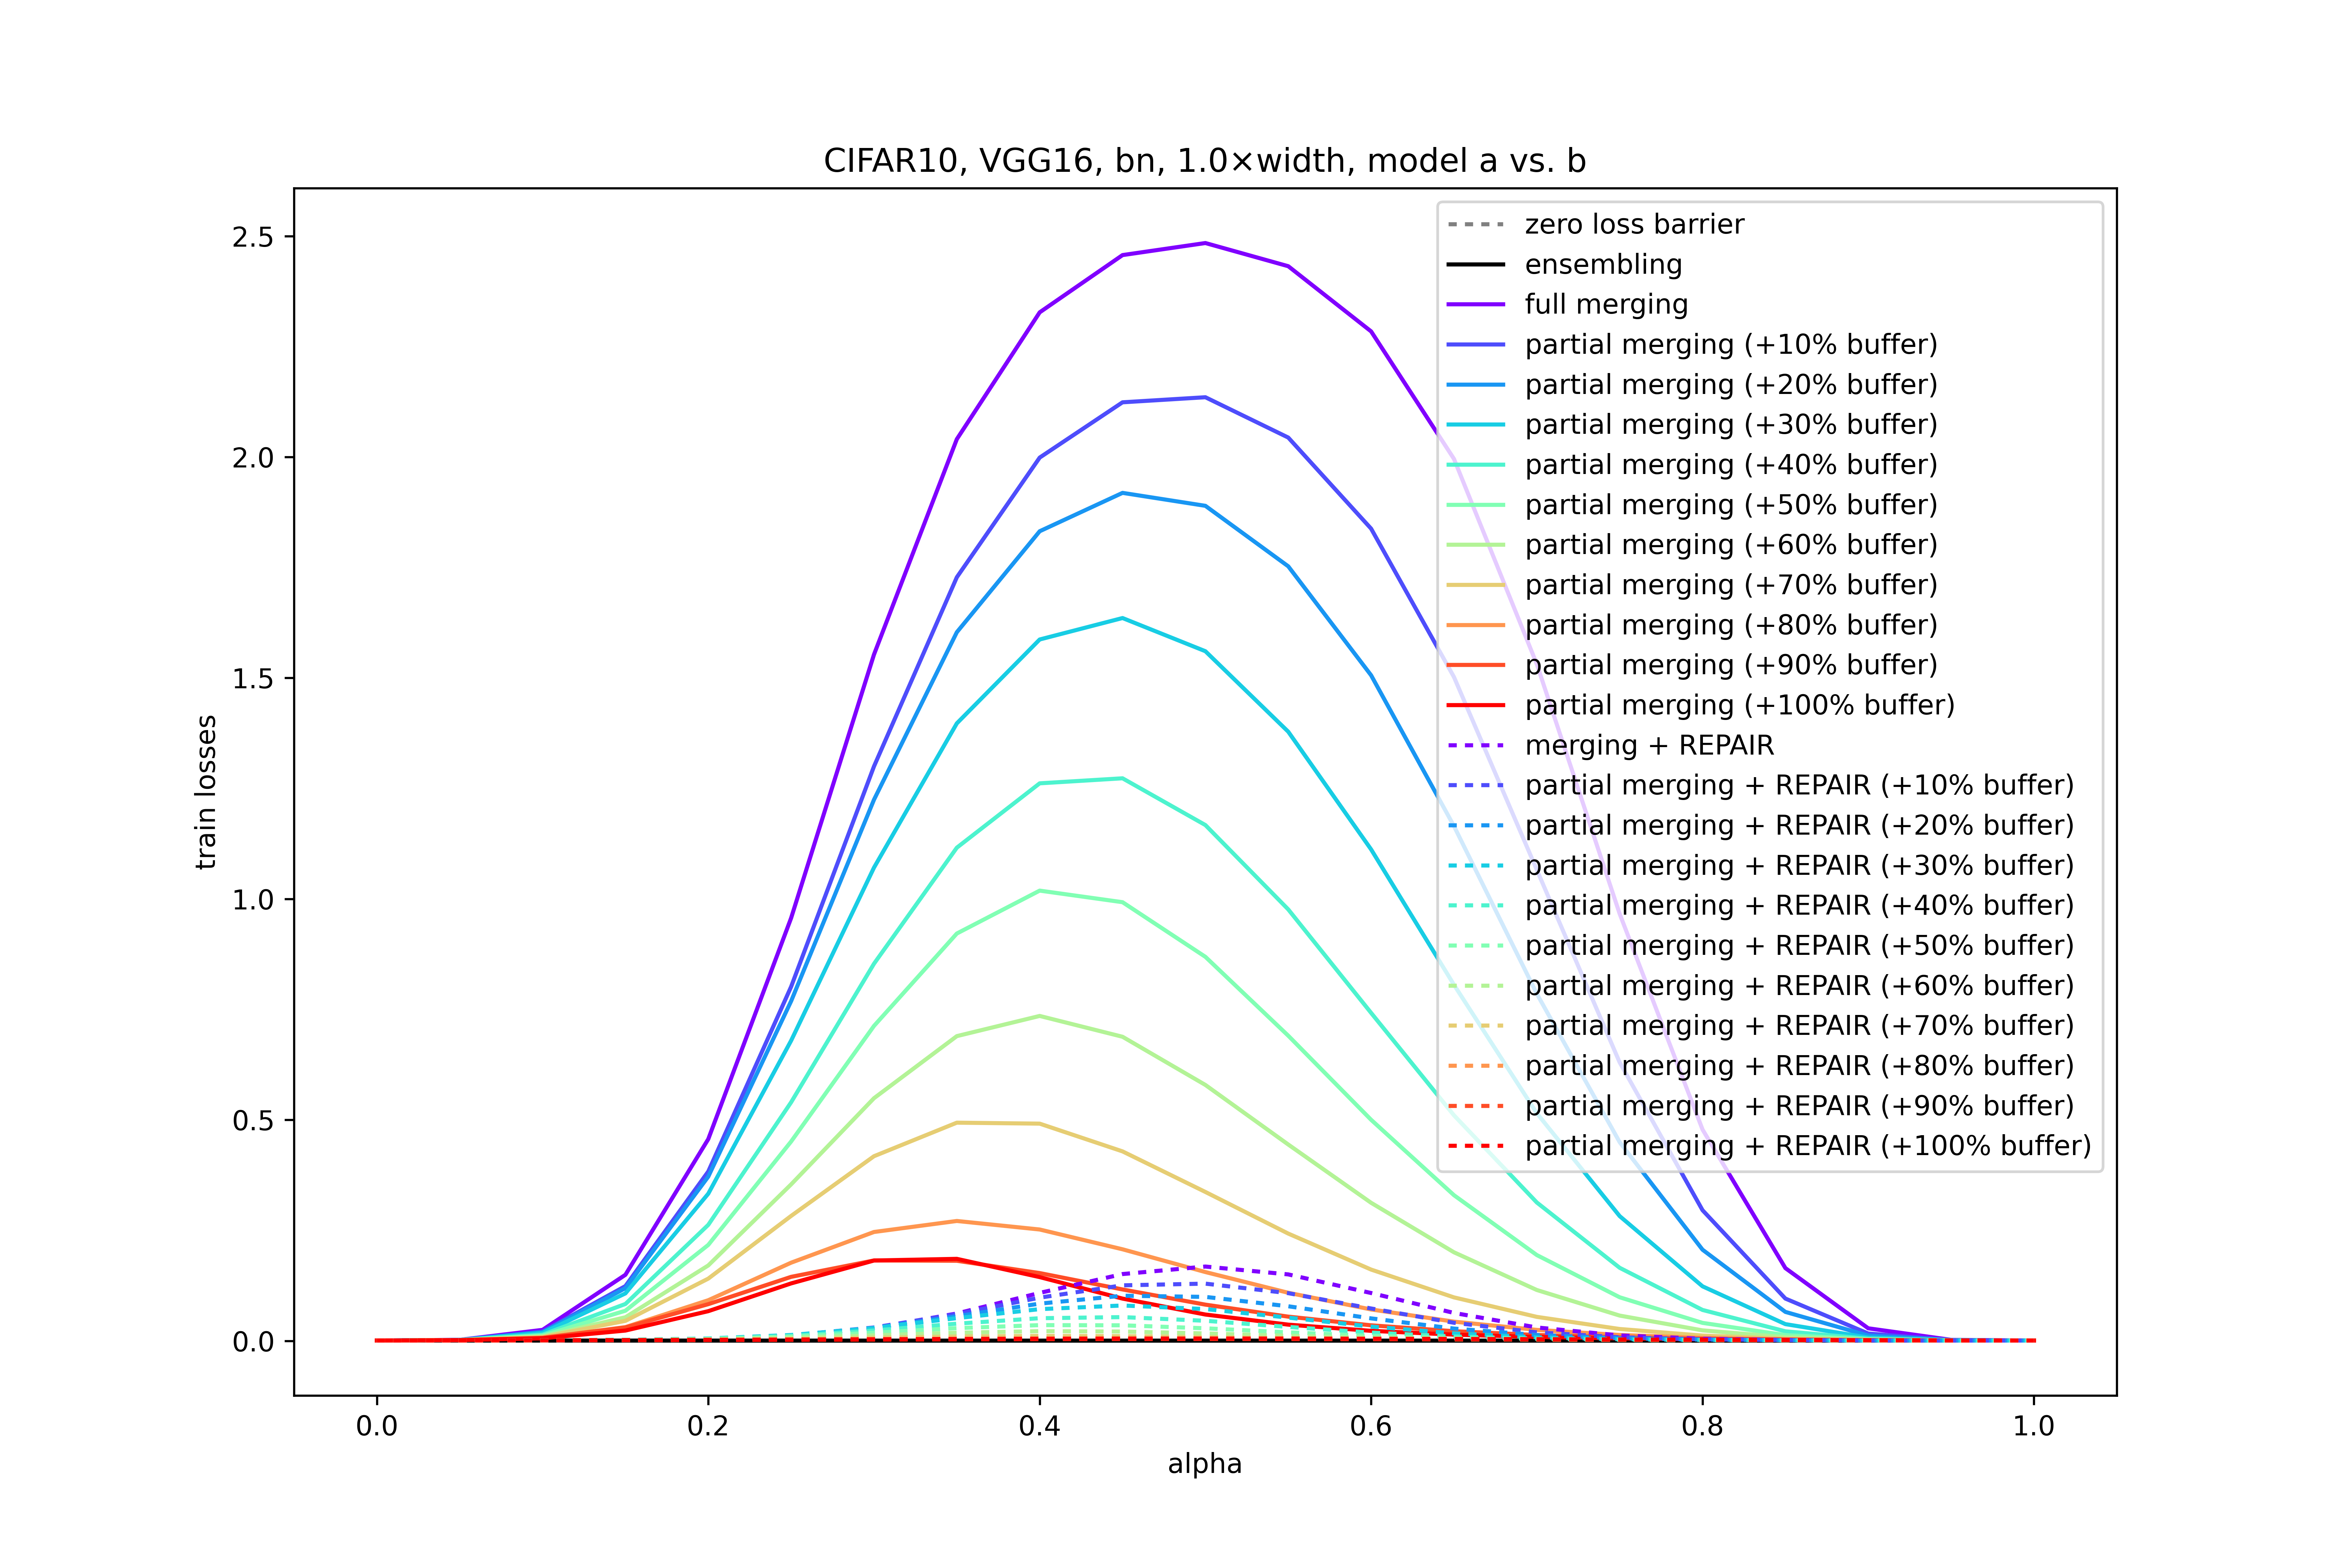 CIFAR10, VGG16, bn, 1.0×width, model a vs. b
2.5
2.0
1.5
1.0
0.5
0.0
train losses
0.0 0.2 0.4 0.6 0.8 1.0
alpha
zero loss barrier
ensembling
full merging
partial merging (+10% buffer)
partial merging (+20% buffer)
partial merging (+30% buffer)
partial merging (+40% buffer)
partial merging (+50% buffer)
partial merging (+60% buffer)
partial merging (+70% buffer)
partial merging (+80% buffer)
partial merging (+90% buffer)
partial merging (+100% buffer)
merging + REPAIR
partial merging + REPAIR (+10% buffer)
partial merging + REPAIR (+20% buffer)
partial merging + REPAIR (+30% buffer)
partial merging + REPAIR (+40% buffer)
partial merging + REPAIR (+50% buffer)
partial merging + REPAIR (+60% buffer)
partial merging + REPAIR (+70% buffer)
partial merging + REPAIR (+80% buffer)
partial merging + REPAIR (+90% buffer)
partial merging + REPAIR (+100% buffer)